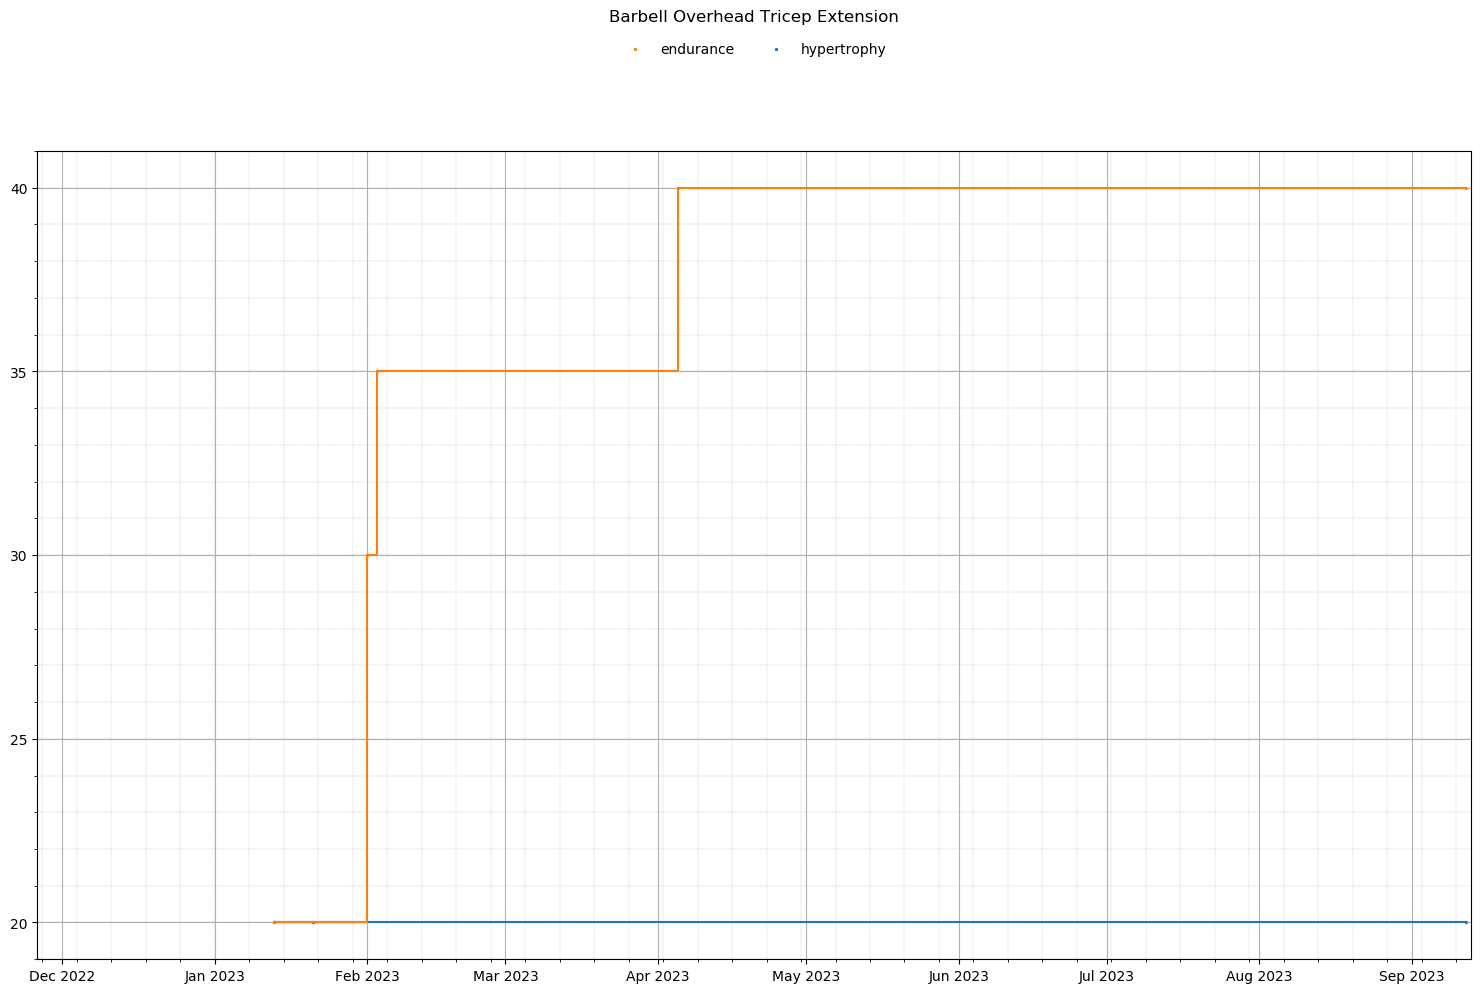 Barbell Overhead Tricep Extension
endurance hypertrophy
40
35
30
25
20
Dec 2022 Jan 2023 Feb 2023 Mar 2023 Apr 2023 May 2023 Jun 2023 Jul 2023 Aug 2023 Sep 2023